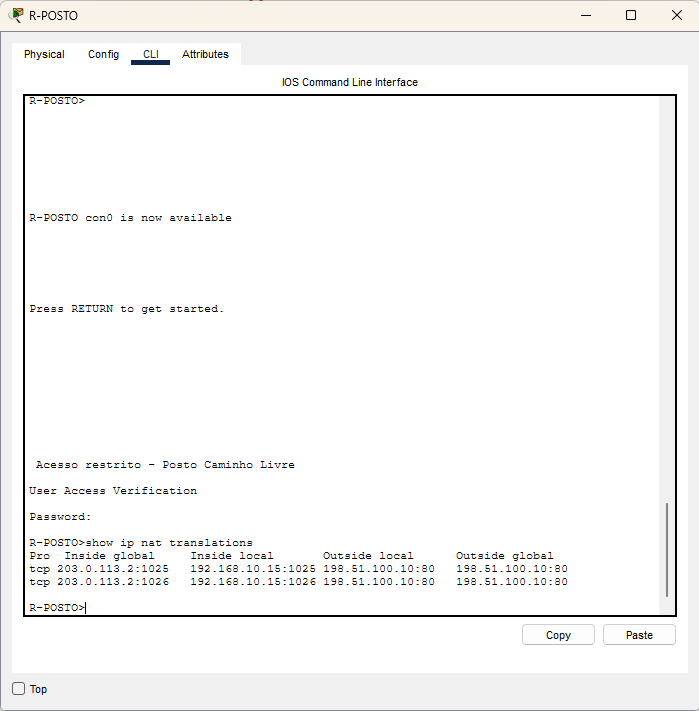 R-POSTO
Physical Config CLI Attributes
IOS Command Line Interface
R-POSTO>
R-POSTO con0 is now available
Press RETURN to get started.
Acesso restrito - Posto Caminho Livre
User Access Verification
Password:
R-POSTO>show ip nat translations
Pro  Inside global     Inside local       Outside local      Outside global
tcp 203.0.113.2:1025   192.168.10.15:1025 198.51.100.10:80   198.51.100.10:80
tcp 203.0.113.2:1026   192.168.10.15:1026 198.51.100.10:80   198.51.100.10:80
R-POSTO>
Copy Paste
Top